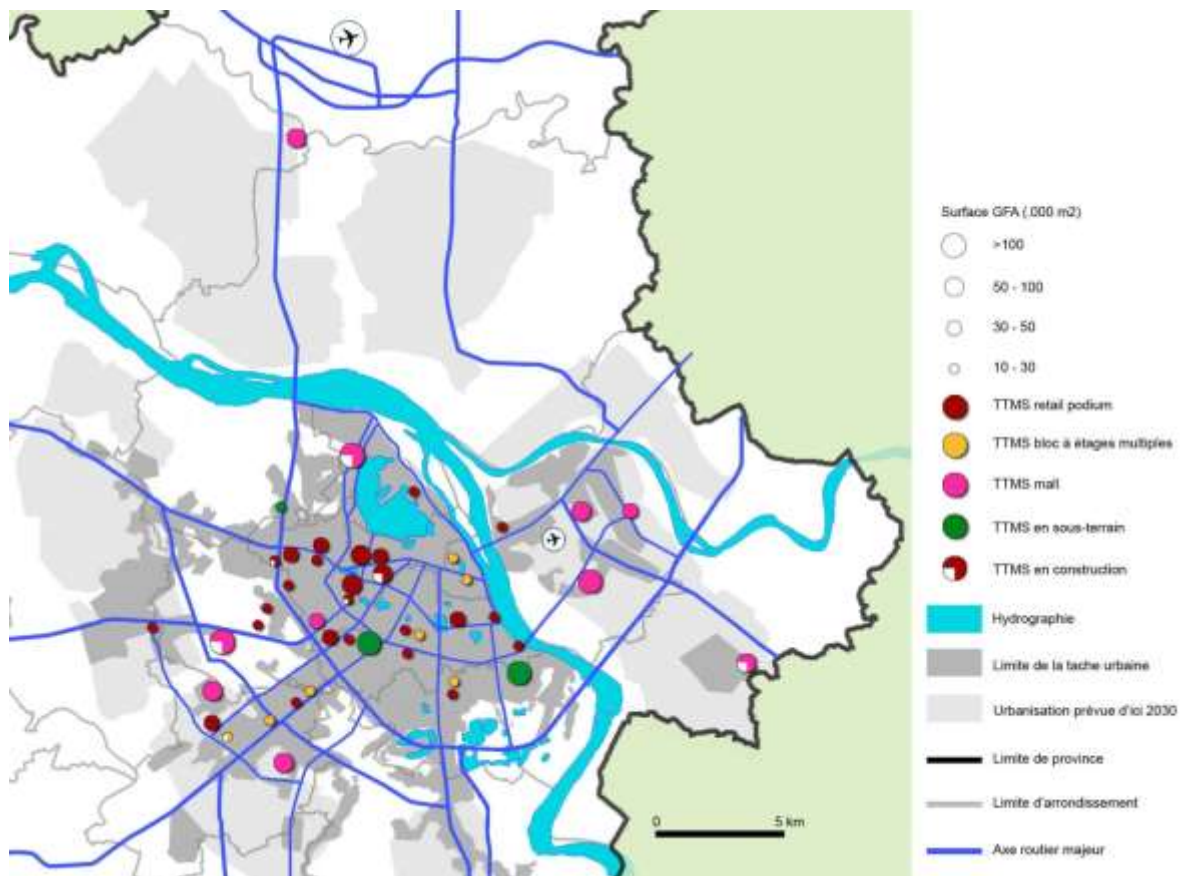 Surface GFA (.000 m2)
>100
50 - 100
30 - 50
10 - 30
TTMS retail podium
TTMS bloc à étages multiples
TTMS mall
TTMS en sous-terrain
TTMS en construction
Hydrographie
Limite de la tache urbaine
Urbanisation prévue d'ici 2030
Limite de province
Limite d'arrondissement
Axe routier majeur
0 5 km